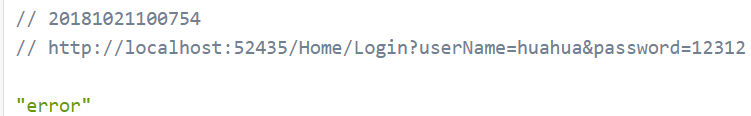 // 20181021100754
// http://localhost:52435/Home/Login?userName=huahua&password=12312
"error"